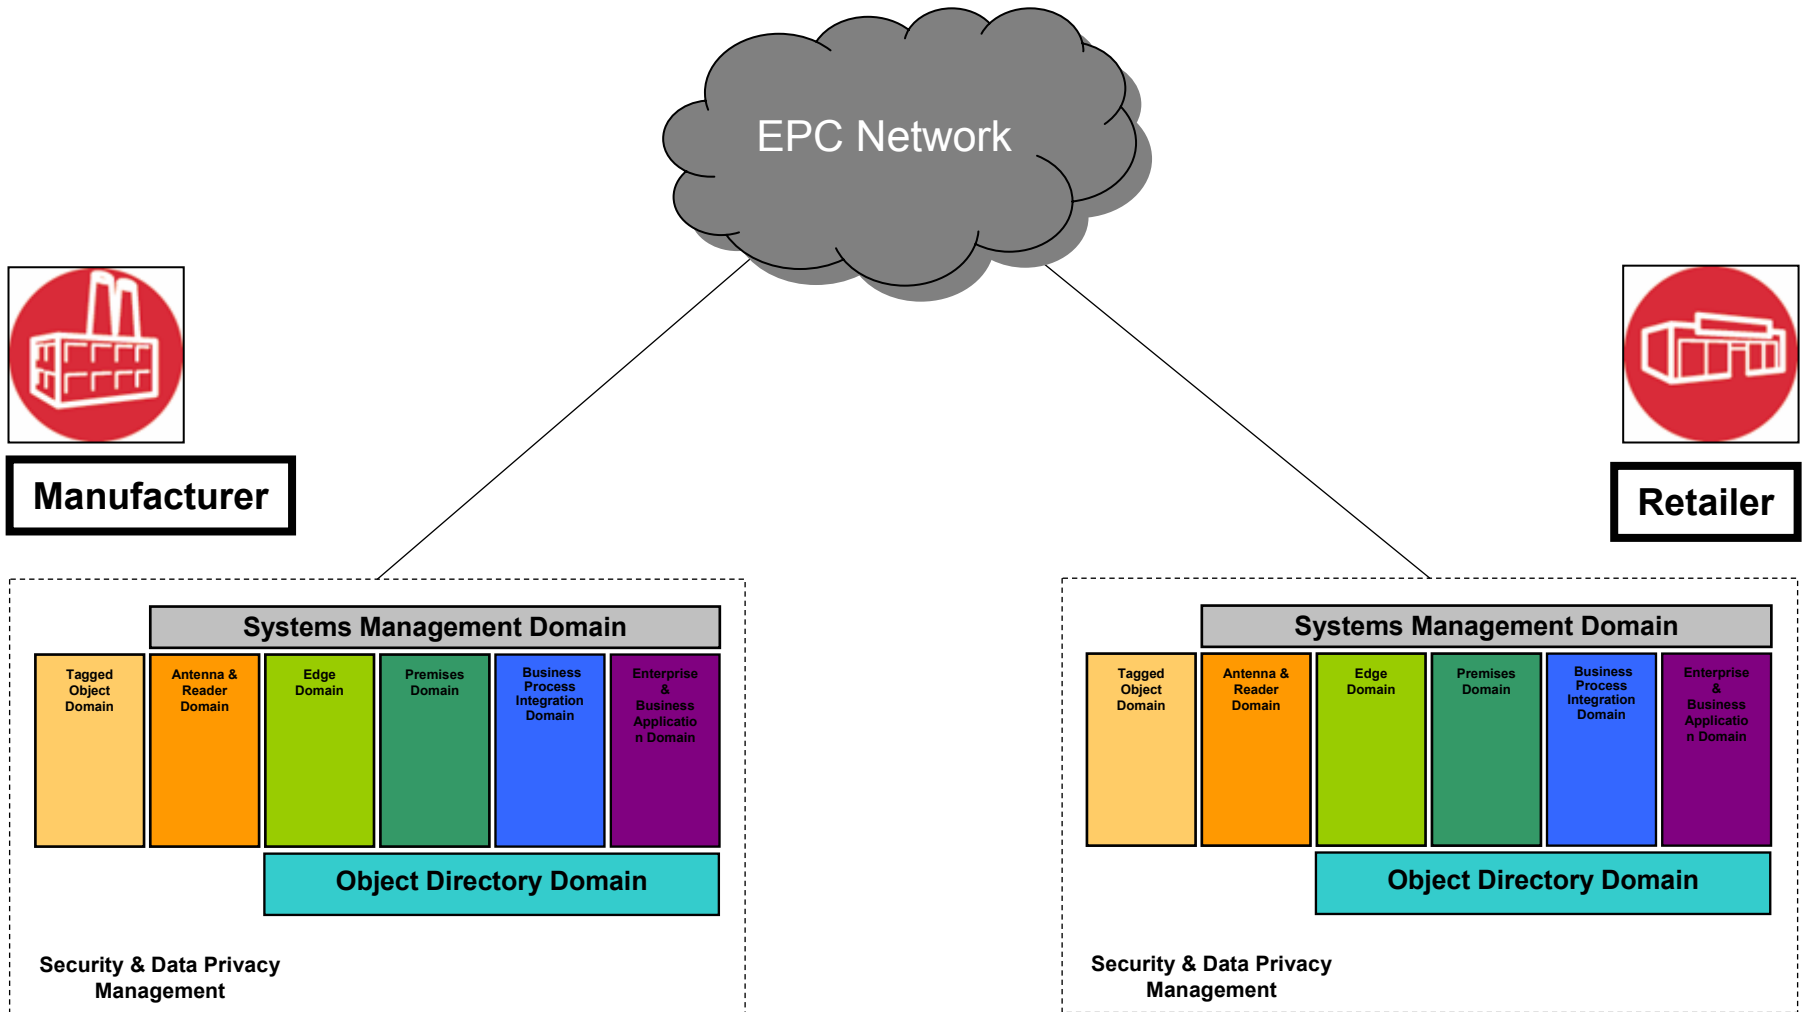 EPC Network
Manufacturer
Retailer
Systems Management Domain
Tagged
Object
Domain
Antenna &
Reader
Domain
Edge
Domain
Premises
Domain
Business
Process
Integration
Domain
Enterprise
&
Business
Applicatio
n Domain
Object Directory Domain
Security & Data Privacy
Management
Systems Management Domain
Tagged
Object
Domain
Antenna &
Reader
Domain
Edge
Domain
Premises
Domain
Business
Process
Integration
Domain
Enterprise
&
Business
Applicatio
n Domain
Object Directory Domain
Security & Data Privacy
Management